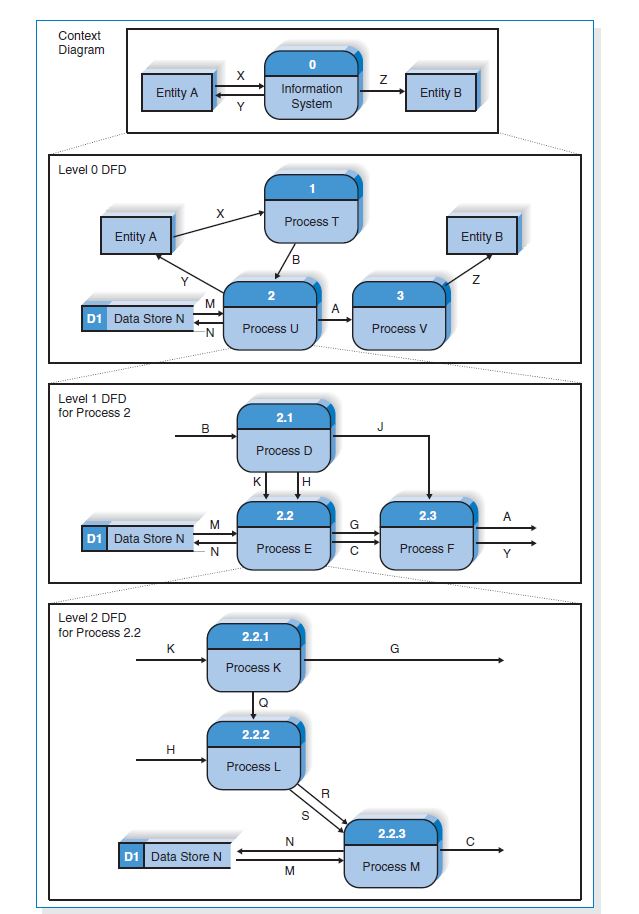 Context
Diagram
0
X
Z
Entity A
Information
System
Entity B
Y
Level 0 DFD
1
X
Process T
Entity A
Entity B
B
Y
Z
2
3
M
A
D1 Data Store N
Process U
Process V
N
Level 1 DFD
for Process 2
2.1
B
J
Process D
K
H
2.2
2.3
M
G
A
D1 Data Store N
Process E
Process F
N
C
Y
Level 2 DFD
for Process 2.2
2.2.1
K
G
Process K
Q
2.2.2
H
Process L
R
S
2.2.3
N
C
D1 Data Store N
Process M
M